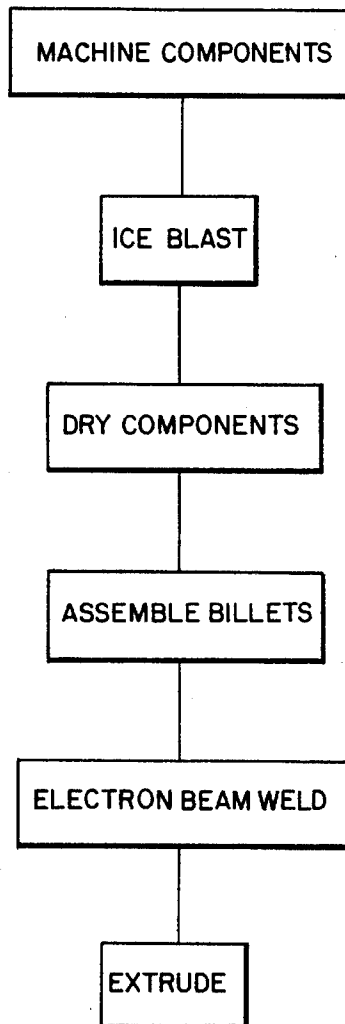 MACHINE COMPONENTS
ICE BLAST
DRY COMPONENTS
ASSEMBLE BILLETS
ELECTRON BEAM WELD
EXTRUDE